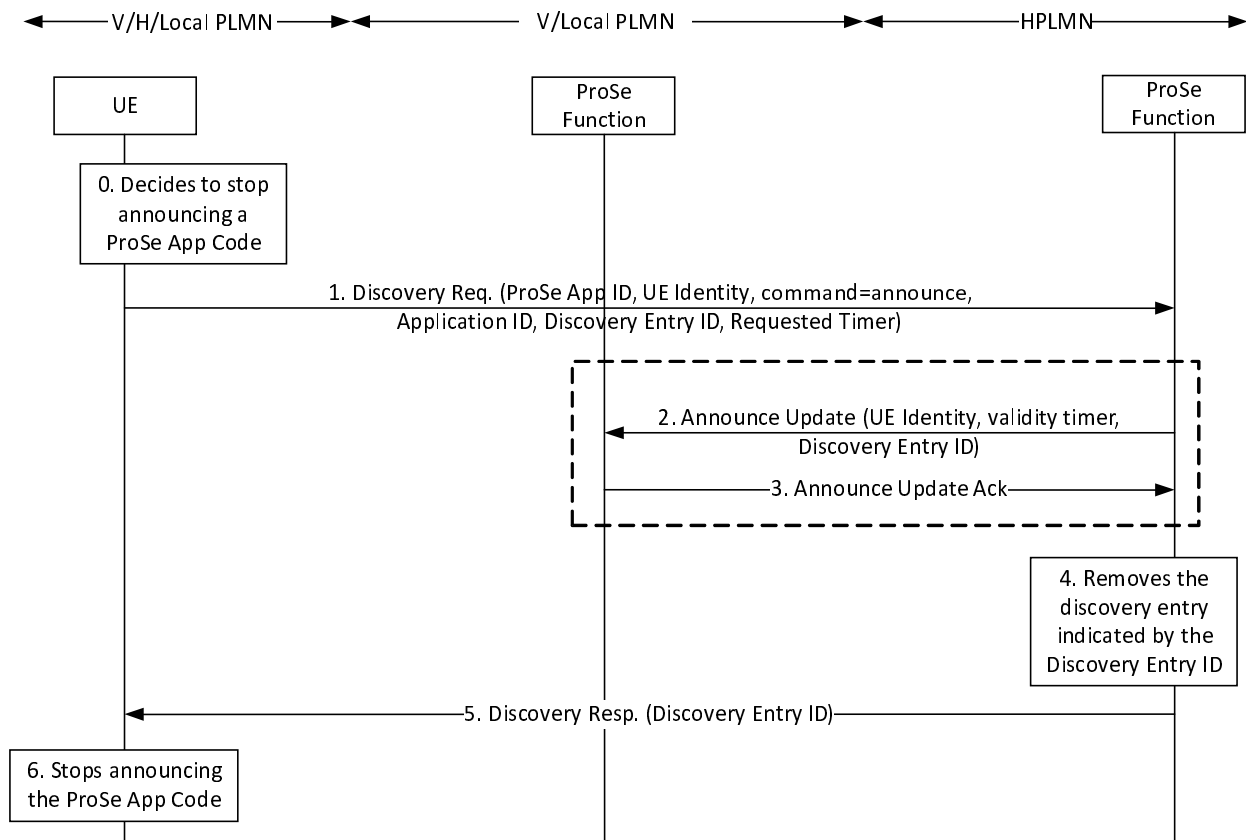 V/H/Local PLMN
V/Local PLMN
HPLMN
UE
ProSe
Function
ProSe
Function
0. Decides to stop
announcing a
ProSe App Code
1. Discovery Req. (ProSe App ID, UE Identity, command=announce,
Application ID, Discovery Entry ID, Requested Timer)
2. Announce Update (UE Identity, validity timer,
Discovery Entry ID)
3. Announce Update Ack
4. Removes the
discovery entry
indicated by the
Discovery Entry ID
5. Discovery Resp. (Discovery Entry ID)
6. Stops announcing
the ProSe App Code